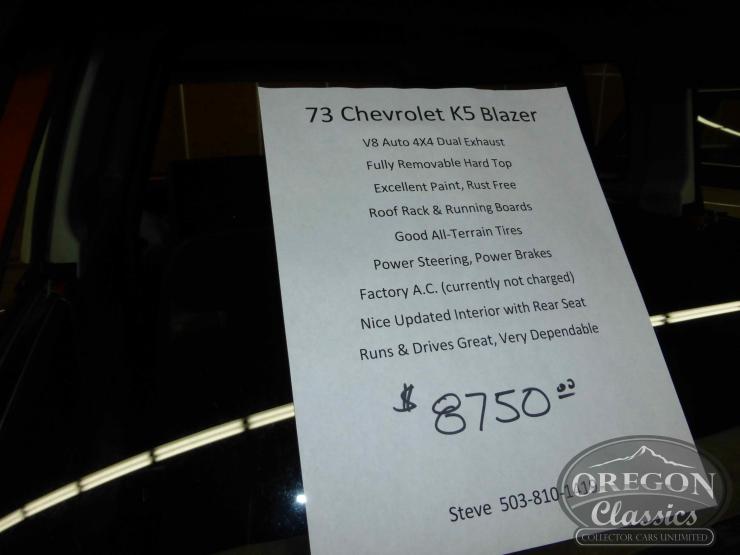 73 Chevrolet K5 Blazer
V8 Auto 4X4 Dual Exhaust
Fully Removable Hard Top
Excellent Paint, Rust Free
Roof Rack & Running Boards
Good All-Terrain Tires
Power Steering, Power Brakes
Factory A.C. (currently not charged)
Nice Updated Interior with Rear Seat
Runs & Drives Great, Very Dependable
$ 8750.00
Steve 503-810-
OREGON
Classics
COLLECTOR CARS UNLIMITED